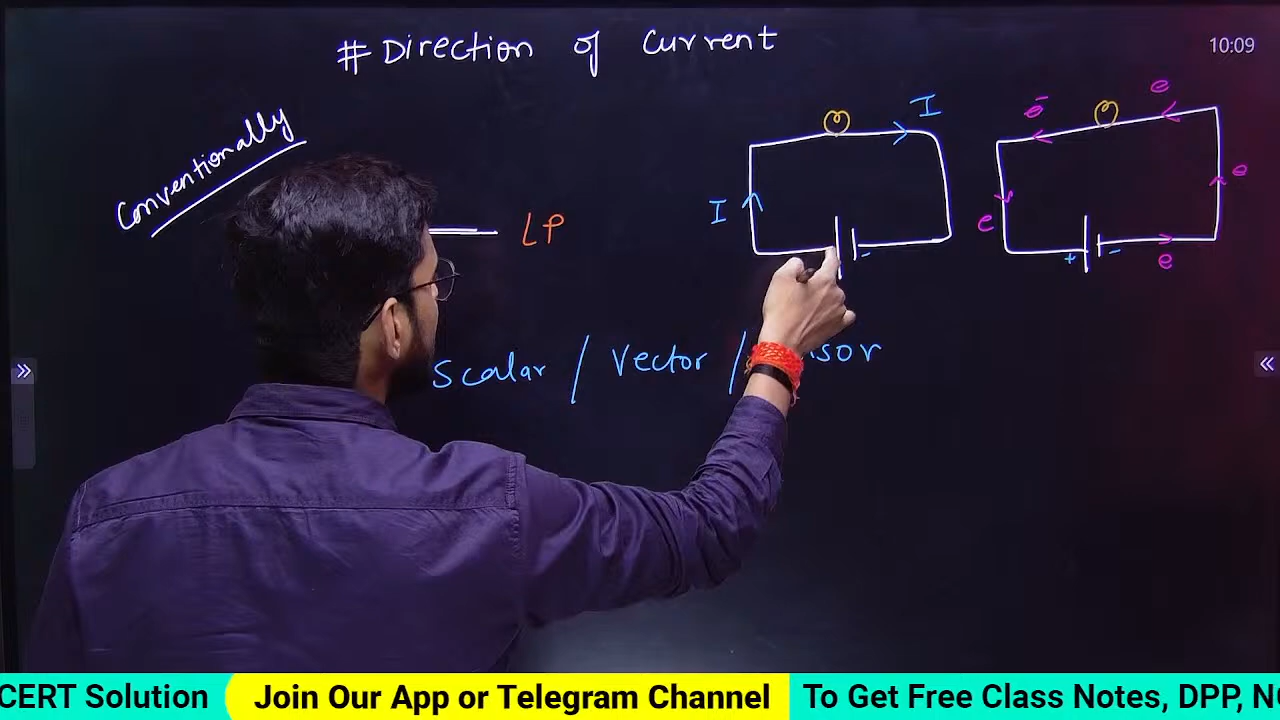 # Direction of Current
10:09
Conventionally
LP
I
I
-
e⁻
e
e
e
e
+ -
Scalar / Vector /
CERT Solution
Join Our App or Telegram Channel
To Get Free Class Notes, DPP, NC